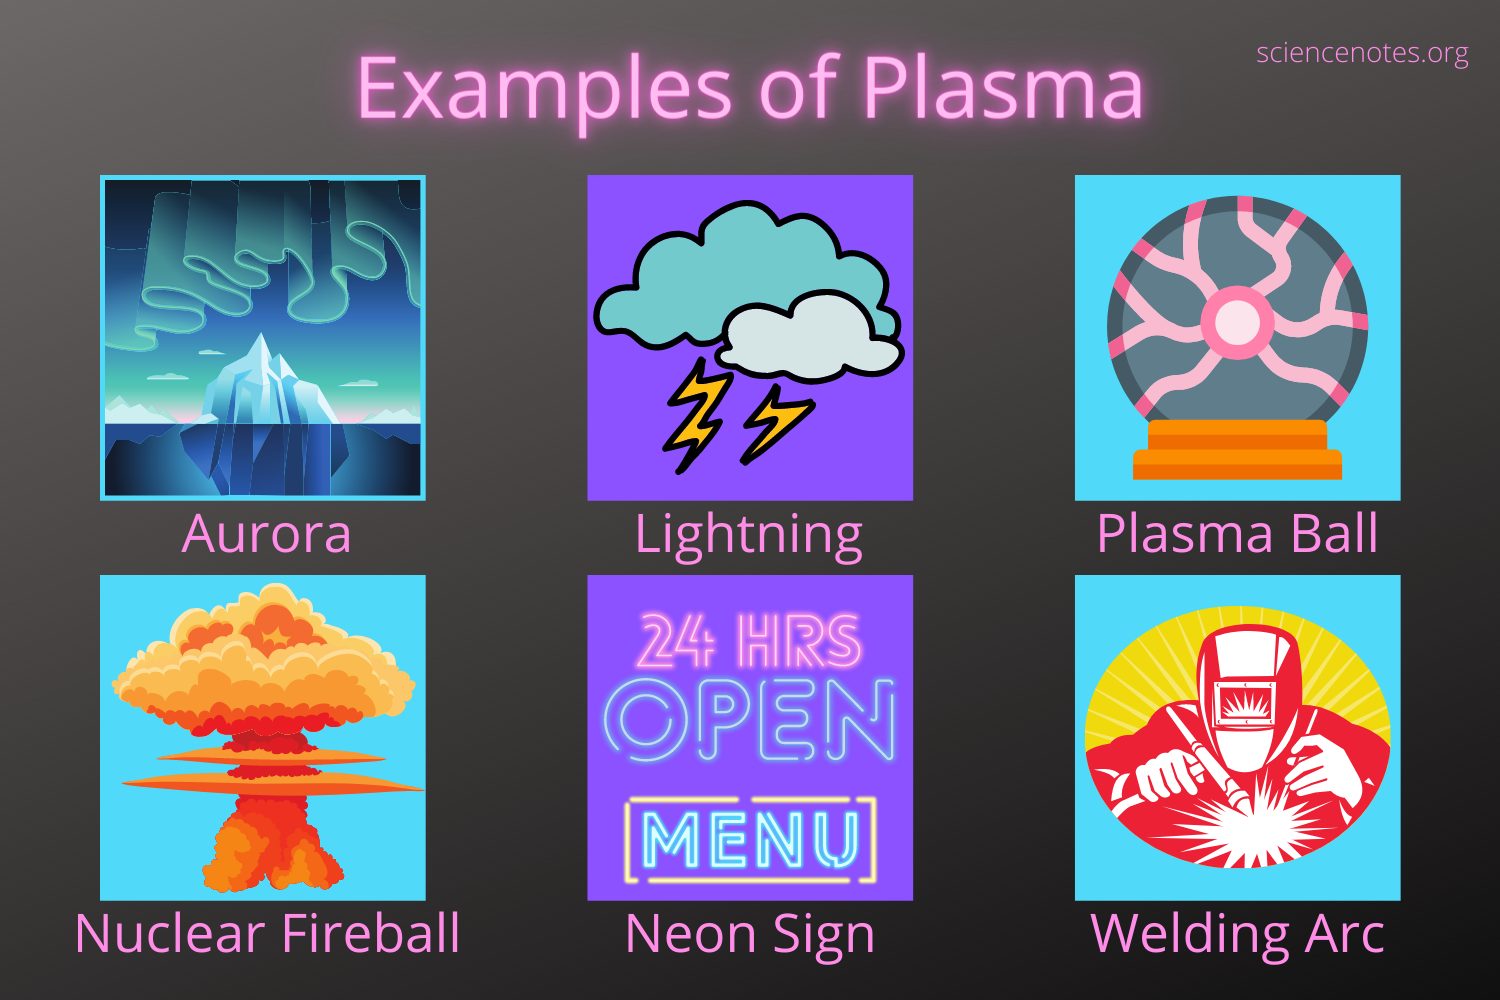 Examples of Plasma
sciencenotes.org
Aurora
Lightning
Plasma Ball
24 HRS
OPEN
MENU
Nuclear Fireball
Neon Sign
Welding Arc